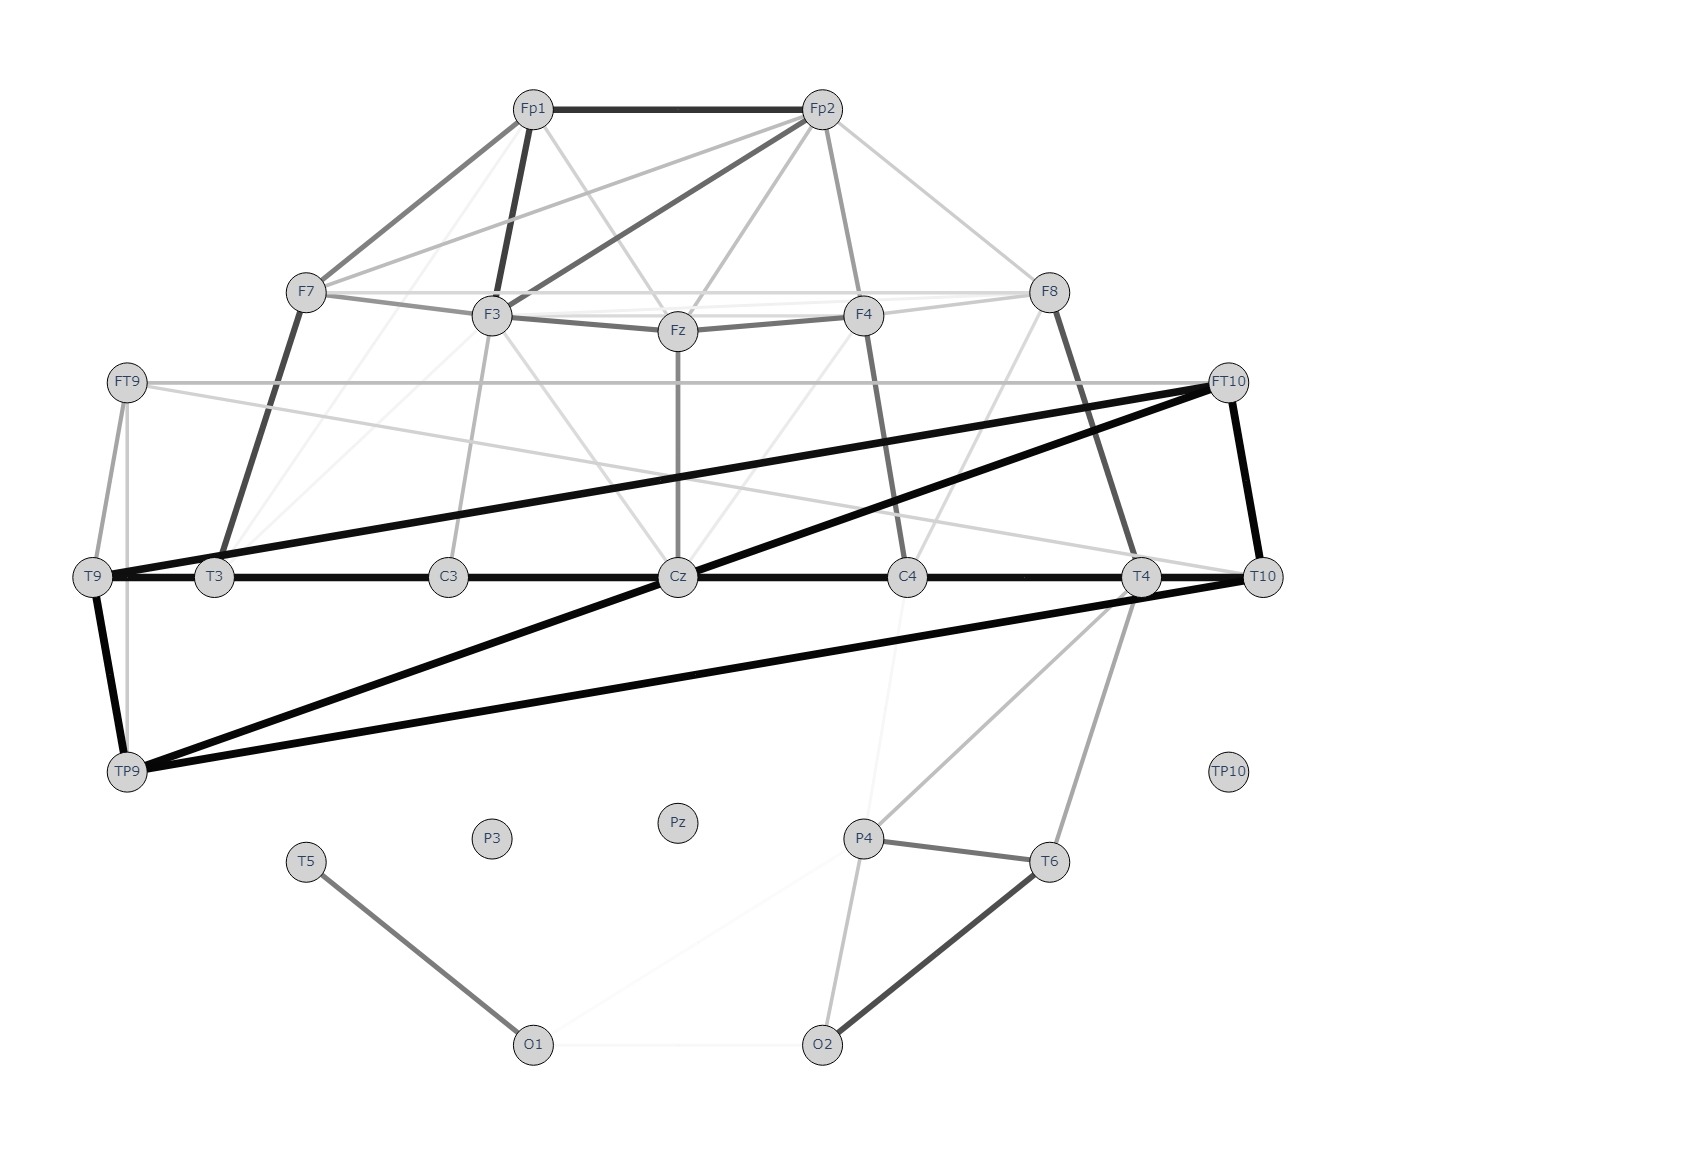 Fp1 Fp2
F7 F3 Fz F4 F8
FT9 FT10
T9 T3 C3 Cz C4 T4 T10
TP9 TP10
T5 P3 Pz P4 T6
O1 O2